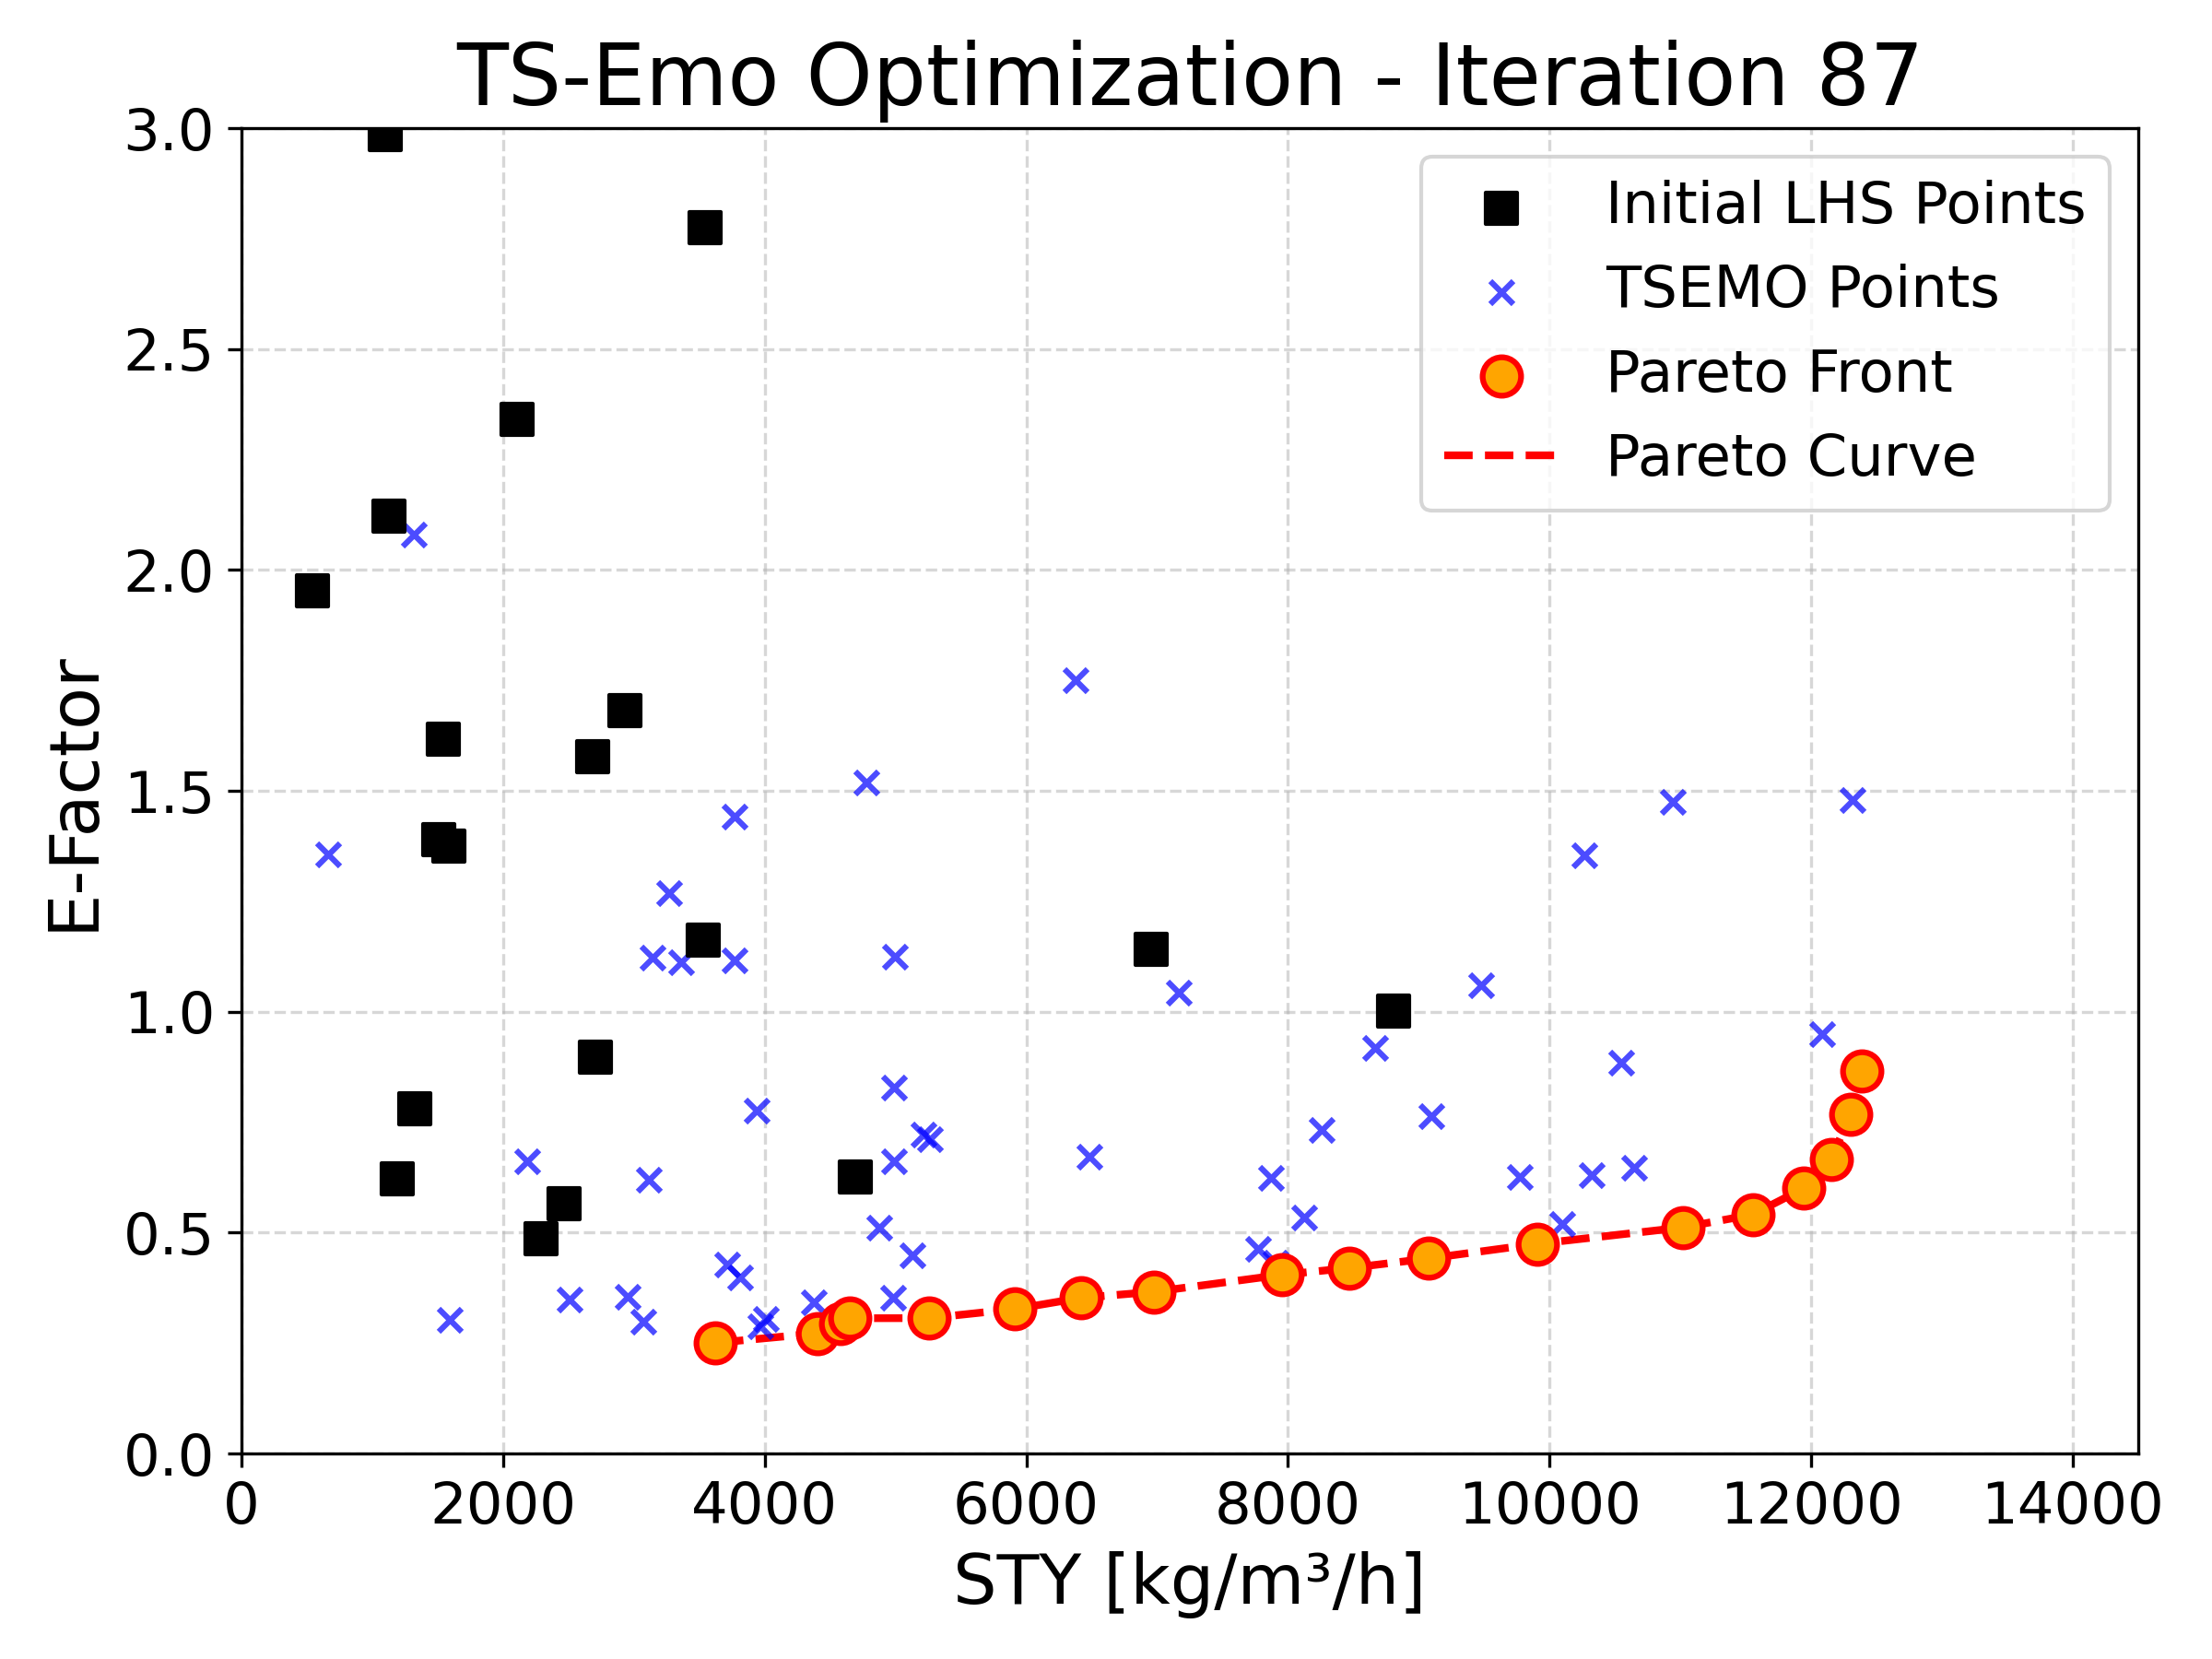 TS-Emo Optimization - Iteration 87
3.0
2.5
2.0
1.5
1.0
0.5
0.0
E-Factor
Initial LHS Points
TSEMO Points
Pareto Front
Pareto Curve
0 2000 4000 6000 8000 10000 12000 14000
STY [kg/m³/h]